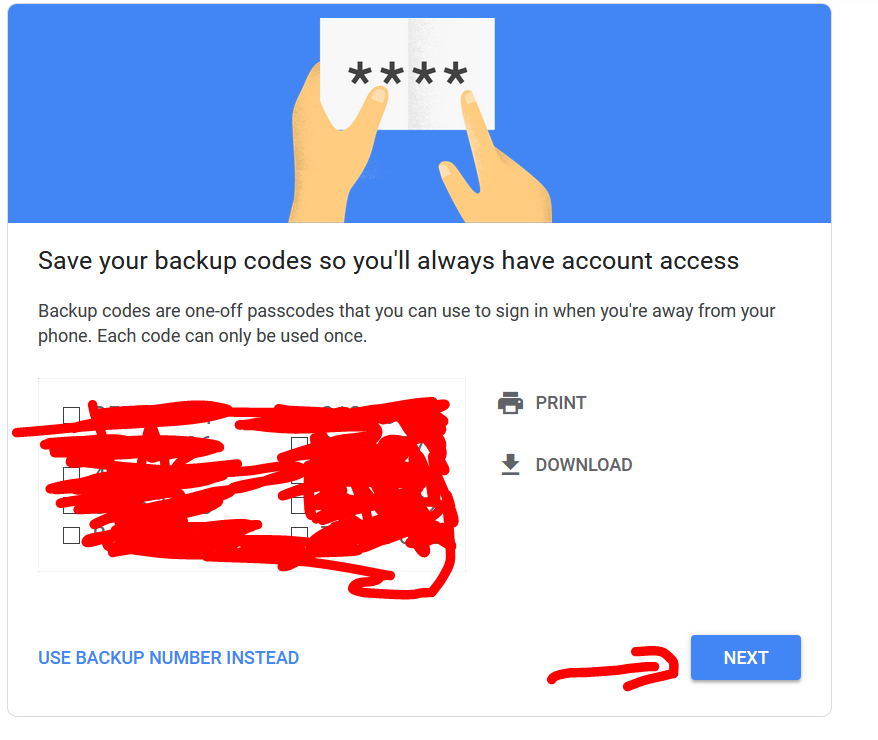 ****
Save your backup codes so you'll always have account access
Backup codes are one-off passcodes that you can use to sign in when you're away from your
phone. Each code can only be used once.
PRINT
DOWNLOAD
USE BACKUP NUMBER INSTEAD
NEXT